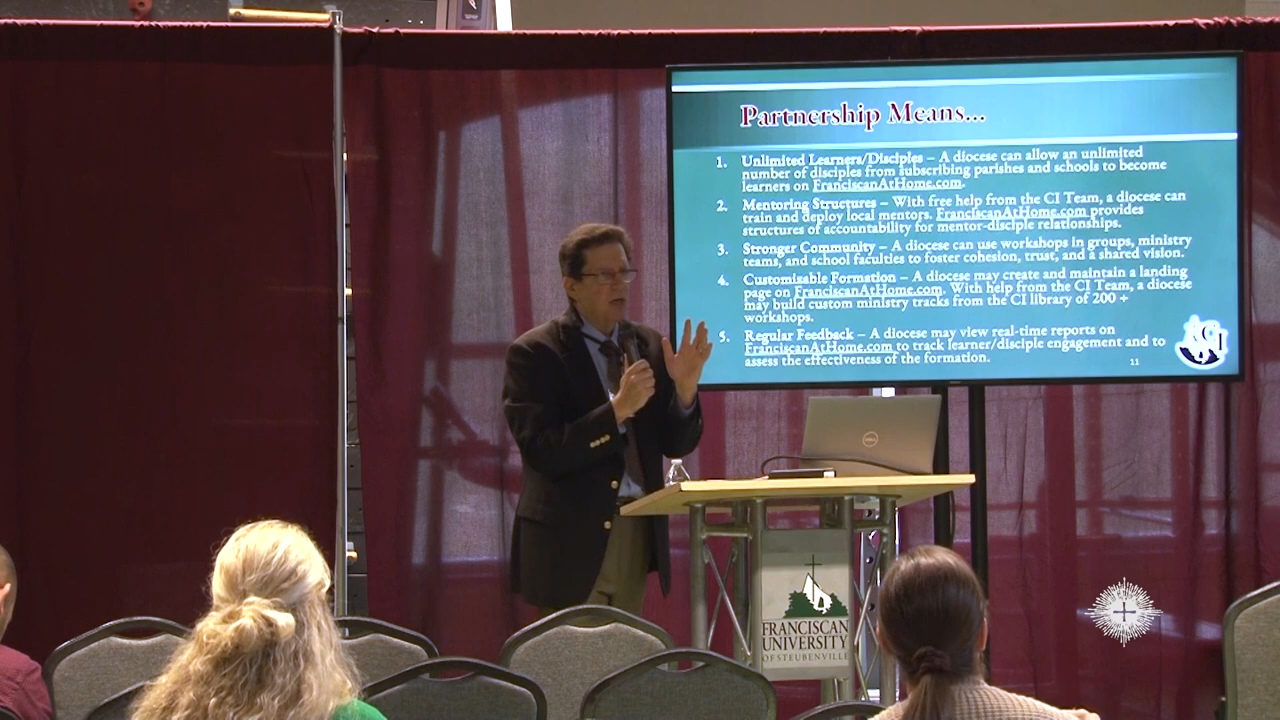 Partnership Means...
1. Unlimited Learners/Disciples – A diocese can allow an unlimited
number of disciples from subscribing parishes and schools to become
learners on FranciscanAtHome.com.
2. Mentoring Structures – With free help from the CI Team, a diocese can
train and deploy local mentors. FranciscanAtHome.com provides
structures of accountability for mentor-disciple relationships.
3. Stronger Community – A diocese can use workshops in groups, ministry
teams, and school faculties to foster cohesion, trust, and a shared vision.
4. Customizable Formation – A diocese may create and maintain a landing
page on FranciscanAtHome.com. With help from the CI Team, a diocese
may build custom ministry tracks from the CI library of 200 +
workshops.
5. Regular Feedback – A diocese may view real-time reports on
FranciscanAtHome.com to track learner/disciple engagement and to
assess the effectiveness of the formation.
11
CI
DELL
FRANCISCAN
UNIVERSITY
OF STEUBENVILLE